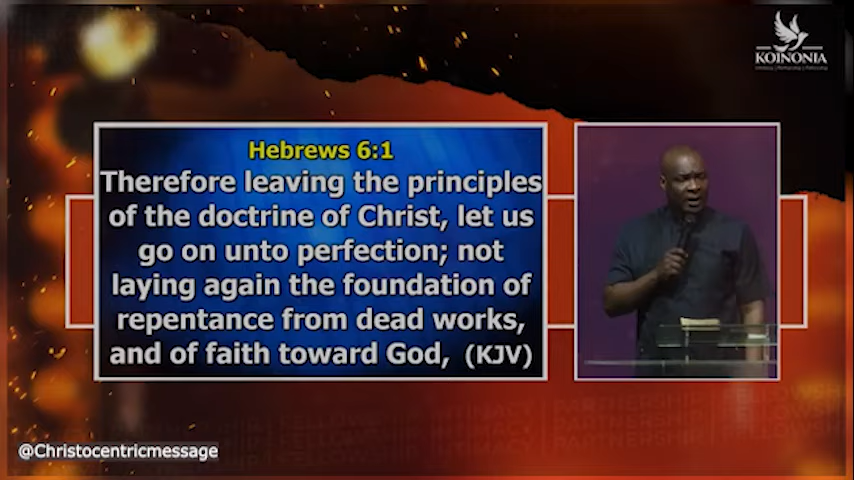 KOINONIA
Hebrews 6:1
Therefore leaving the principles
of the doctrine of Christ, let us
go on unto perfection; not
laying again the foundation of
repentance from dead works,
and of faith toward God, (KJV)
@Christocentricmessage